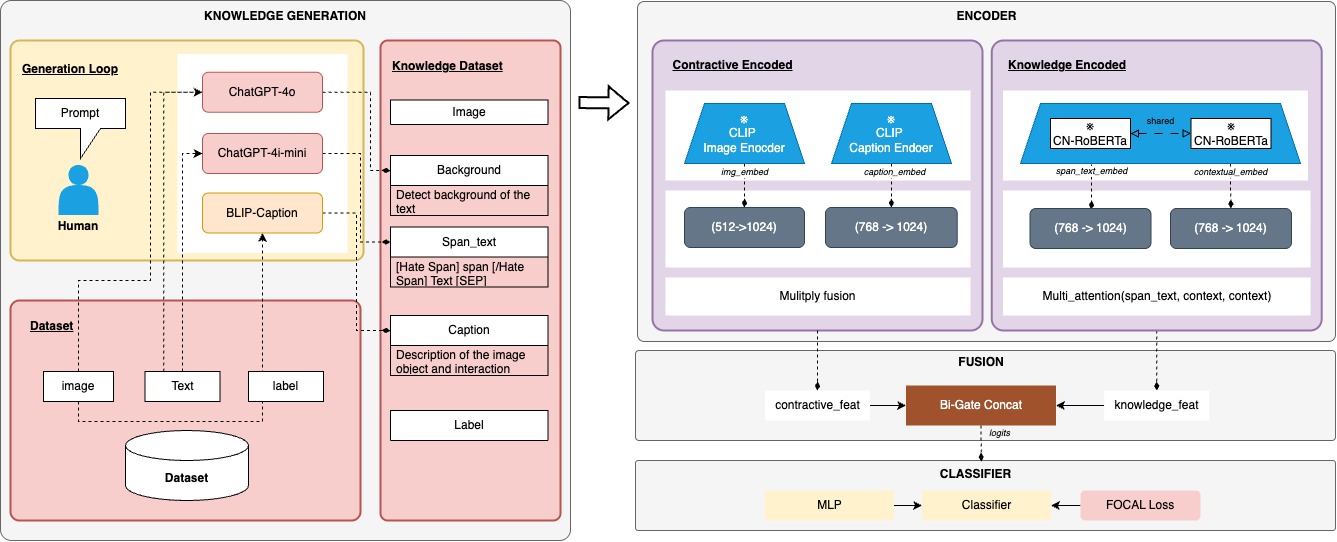 KNOWLEDGE GENERATION
Generation Loop
Prompt
Human
ChatGPT-4o
ChatGPT-4i-mini
BLIP-Caption
Dataset
image
Text
label
Dataset
Knowledge Dataset
Image
Background
Detect background of the
text
Span_text
[Hate Span] span [/Hate
Span] Text [SEP]
Caption
Description of the image
object and interaction
Label
ENCODER
Contractive Encoded
※
CLIP
Image Enocder
img_embed
※
CLIP
Caption Endoer
caption_embed
(512->1024)
(768 -> 1024)
Mulitply fusion
Knowledge Encoded
※
CN-RoBERTa
shared
※
CN-RoBERTa
span_text_embed
contextual_embed
(768 -> 1024)
(768 -> 1024)
Multi_attention(span_text, context, context)
FUSION
contractive_feat
Bi-Gate Concat
knowledge_feat
logits
CLASSIFIER
MLP
Classifier
FOCAL Loss